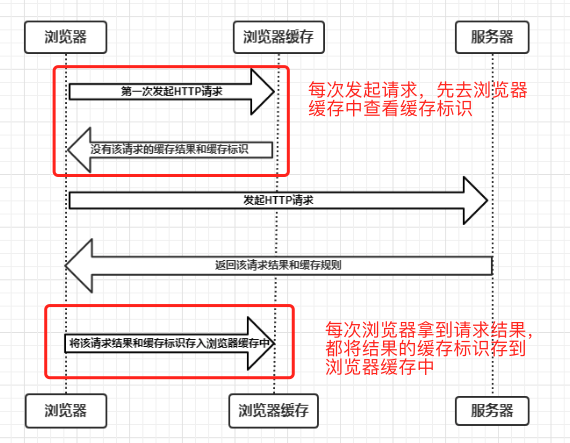 浏览器
浏览器缓存
服务器
第一次发起HTTP请求
每次发起请求，先去浏览器
缓存中查看缓存标识
没有该请求的缓存结果和缓存标识
发起HTTP请求
返回该请求结果和缓存规则
将该请求结果和缓存标识存入浏览器缓存中
每次浏览器拿到请求结果，
都将结果的缓存标识存到
浏览器缓存中
浏览器
浏览器缓存
服务器